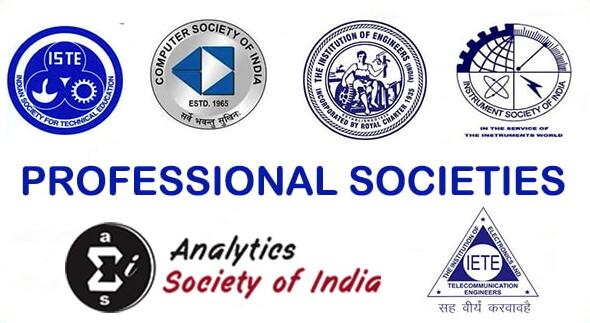 ISTE
INDIAN SOCIETY FOR TECHNICAL EDUCATION
COMPUTER SOCIETY OF INDIA
ESTD. 1965
सर्वे भवन्तु सुखिनः
THE INSTITUTION OF ENGINEERS (INDIA)
INCORPORATED BY ROYAL CHARTER 1935
INSTRUMENT SOCIETY OF INDIA
IN THE SERVICE OF
THE INSTRUMENTS WORLD
PROFESSIONAL SOCIETIES
a
Σ i
s
Analytics
Society of India
THE INSTITUTION OF
ELECTRONICS AND
TELECOMMUNICATION
ENGINEERS
IETE
सह वीर्यं करवावहै